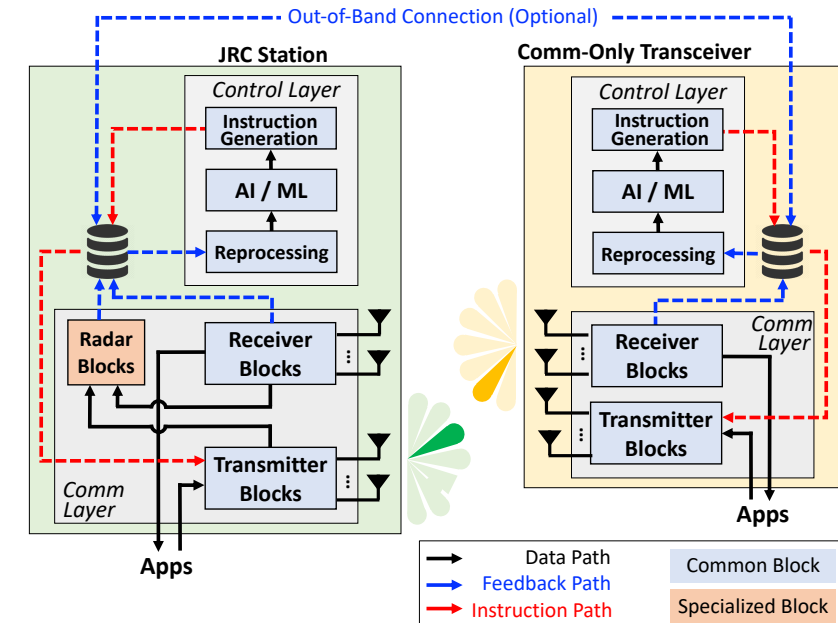 Out-of-Band Connection (Optional)
JRC Station
Comm-Only Transceiver
Control Layer
Instruction
Generation
AI / ML
Reprocessing
Radar
Blocks
Receiver
Blocks
...
Transmitter
Blocks
...
Comm
Layer
Apps
Control Layer
Instruction
Generation
AI / ML
Reprocessing
Comm
Layer
Receiver
Blocks
...
Transmitter
Blocks
...
Apps
Data Path
Feedback Path
Instruction Path
Common Block
Specialized Block